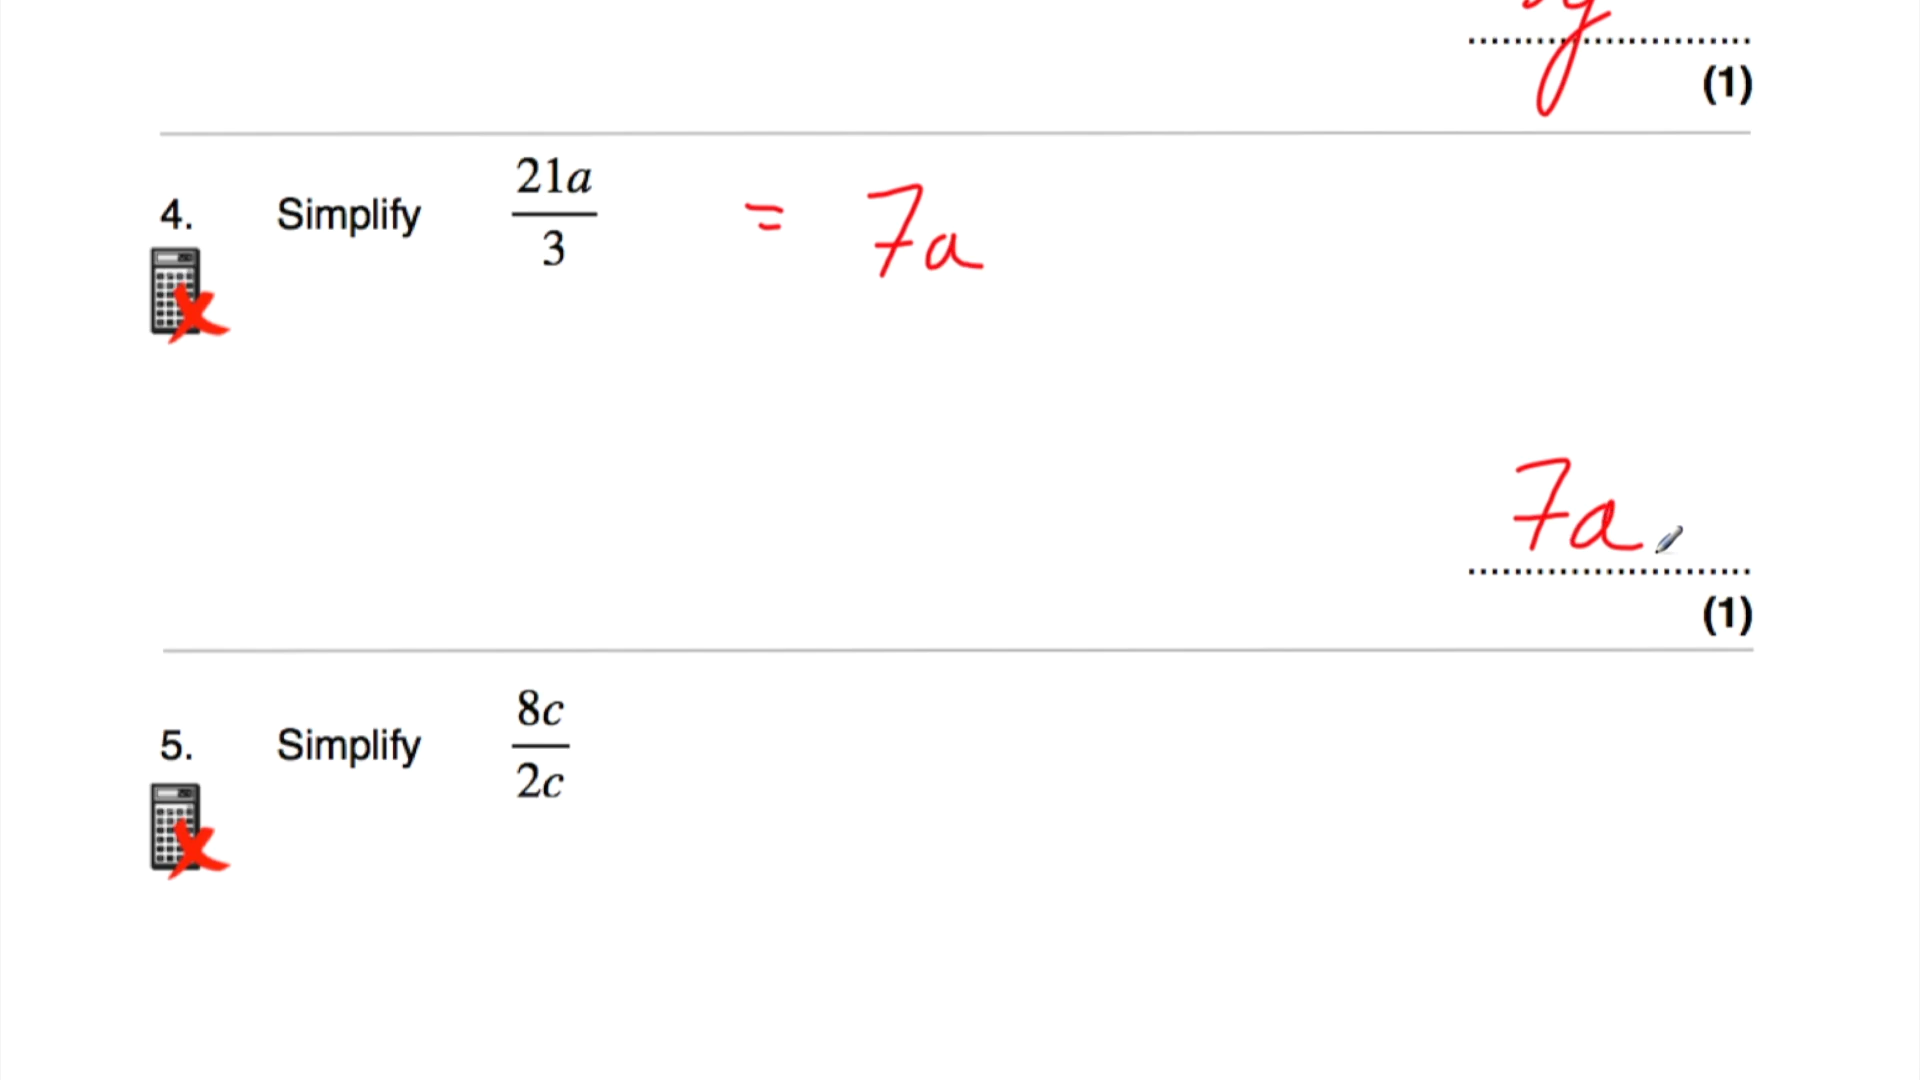 y
(1)
4. Simplify 21a/3 = 7a
7a
(1)
5. Simplify 8c/2c